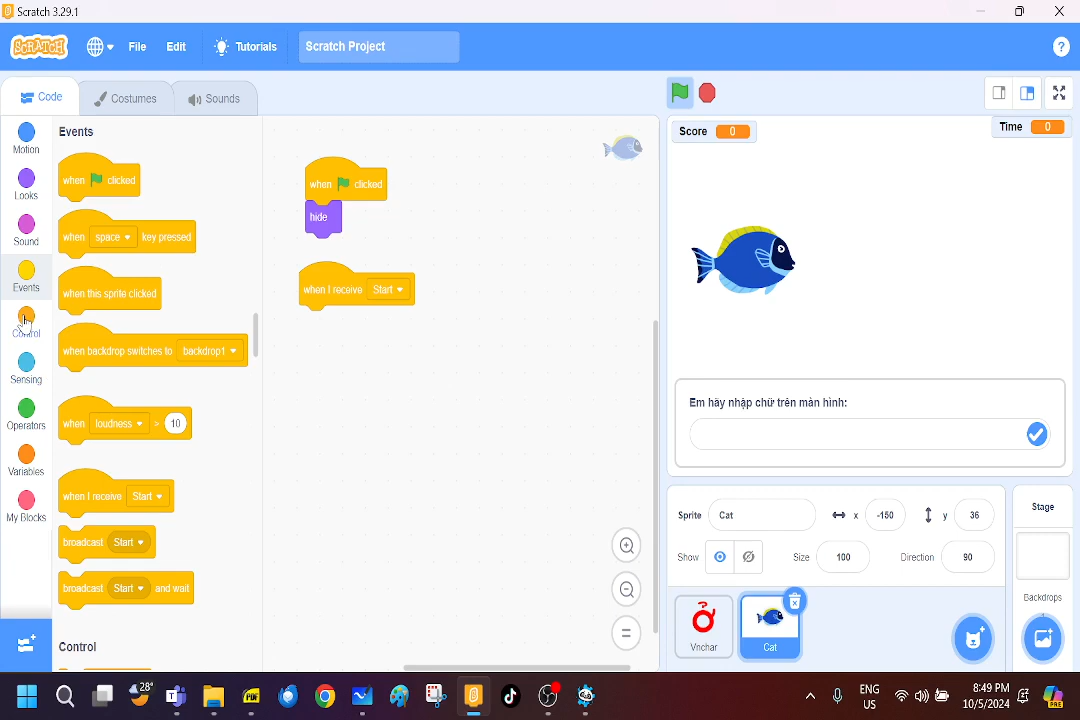 Scratch 3.29.1
SCRATCH
File
Edit
Tutorials
Scratch Project
?
Code
Costumes
Sounds
Motion
Looks
Sound
Events
Control
Sensing
Operators
Variables
My Blocks
Events
when clicked
when space key pressed
when this sprite clicked
when backdrop switches to backdrop1
when loudness > 10
when I receive Start
broadcast Start
broadcast Start and wait
Control
when clicked
hide
when I receive Start
Score 0
Time 0
Em hãy nhập chữ trên màn hình:
Sprite Cat x -150 y 36
Show Size 100 Direction 90
Vnchar
Cat
Stage
Backdrops
28°
PDF
ENG
US
8:49 PM
10/5/2024
PRE